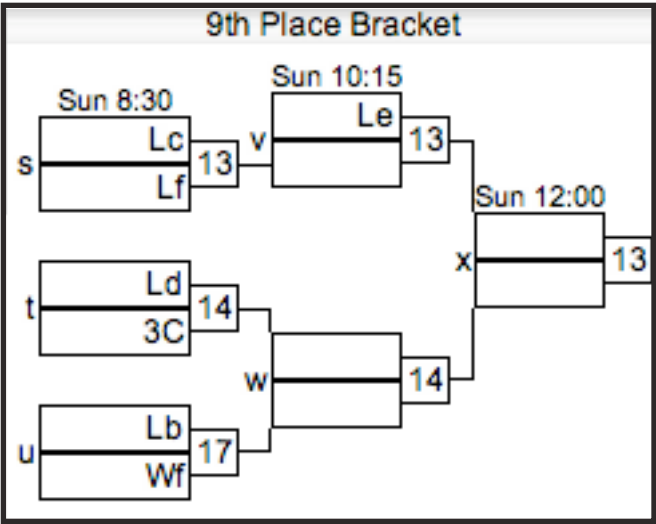 9th Place Bracket
Sun 10:15
Sun 8:30
Le
Lc
s
13
v
13
Lf
Sun 12:00
x
13
Ld
t
14
3C
w
14
Lb
u
17
Wf